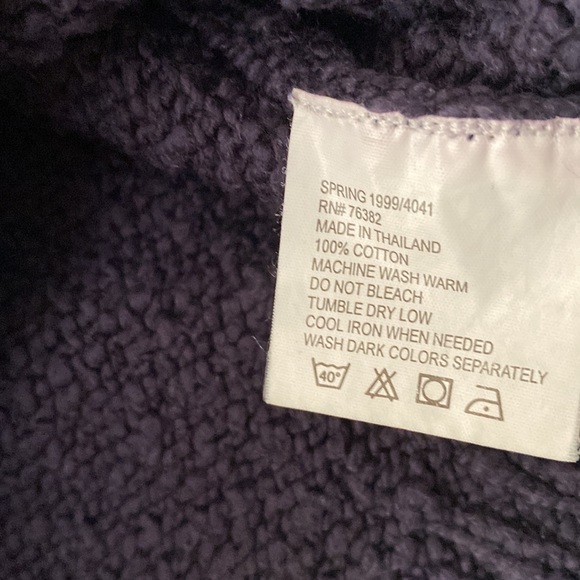 SPRING 1999/4041
RN# 76382
MADE IN THAILAND
100% COTTON
MACHINE WASH WARM
DO NOT BLEACH
TUMBLE DRY LOW
COOL IRON WHEN NEEDED
WASH DARK COLORS SEPARATELY
40°